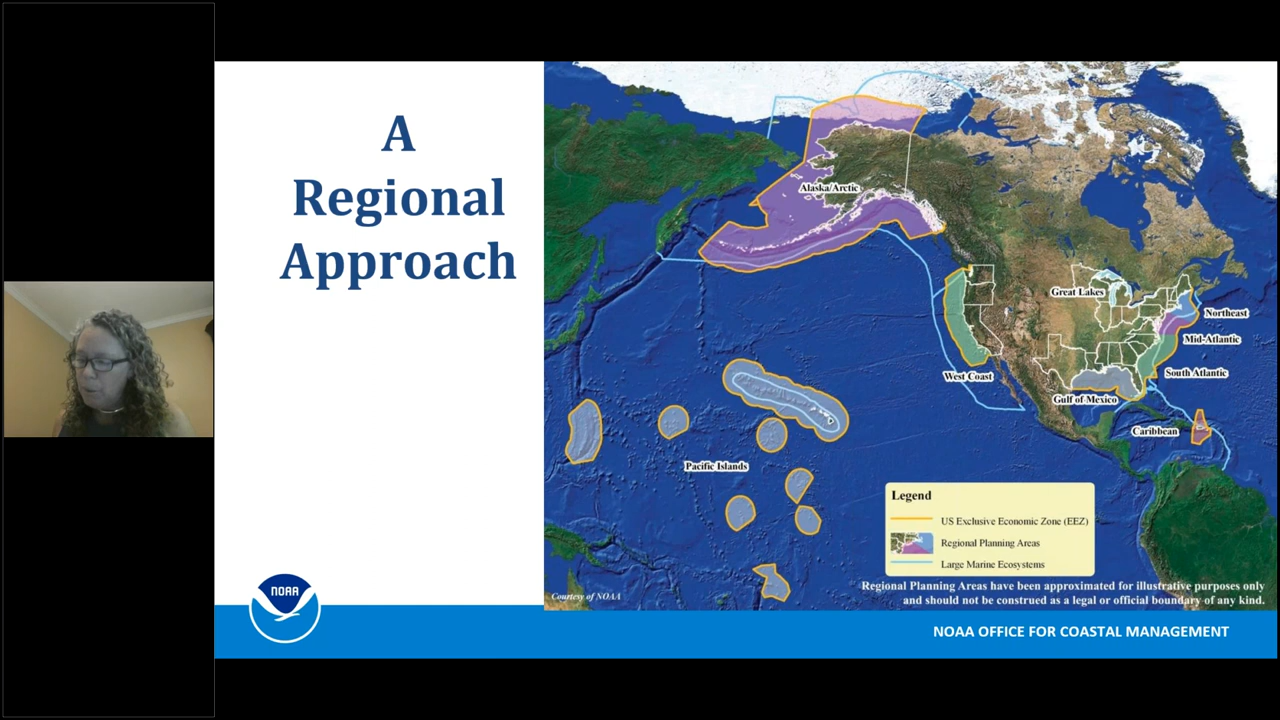 A
Regional
Approach
Alaska/Arctic
Great Lakes
Northeast
Mid-Atlantic
South Atlantic
West Coast
Gulf of Mexico
Caribbean
Pacific Islands
Legend
US Exclusive Economic Zone (EEZ)
Regional Planning Areas
Large Marine Ecosystems
Regional Planning Areas have been approximated for illustrative purposes only
and should not be construed as a legal or official boundary of any kind.
Courtesy of NOAA
NOAA
NOAA OFFICE FOR COASTAL MANAGEMENT